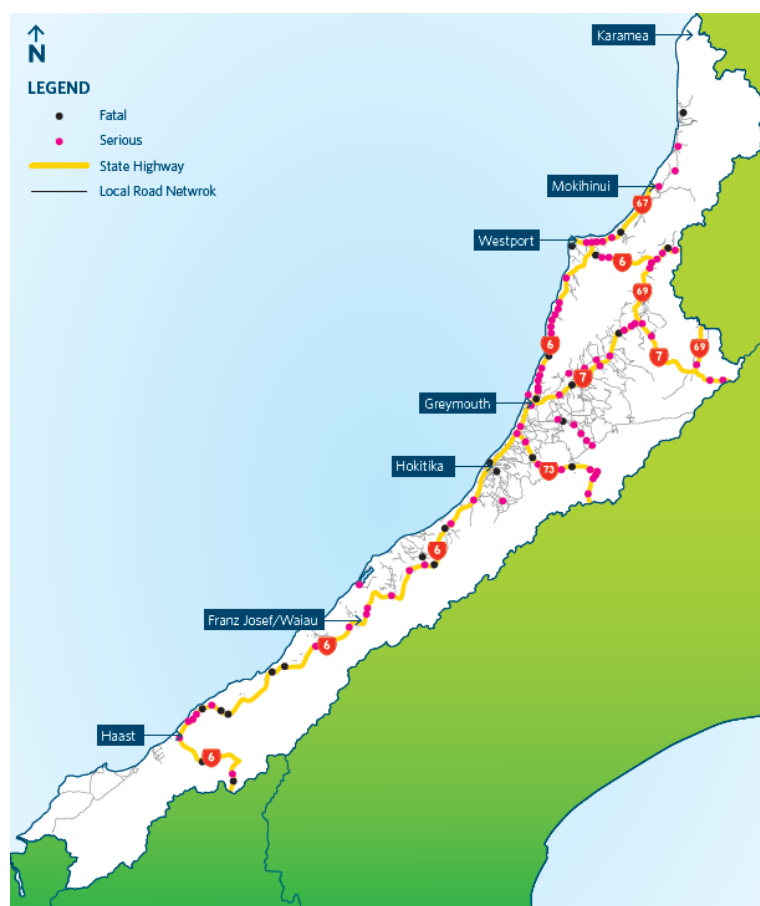 Karamea
N
LEGEND
Fatal
Serious
State Highway
Local Road Netwrok
Mokihinui
67
Westport
6
69
6
7
69
7
Greymouth
Hokitika
73
6
Franz Josef/Waiau
6
Haast
6